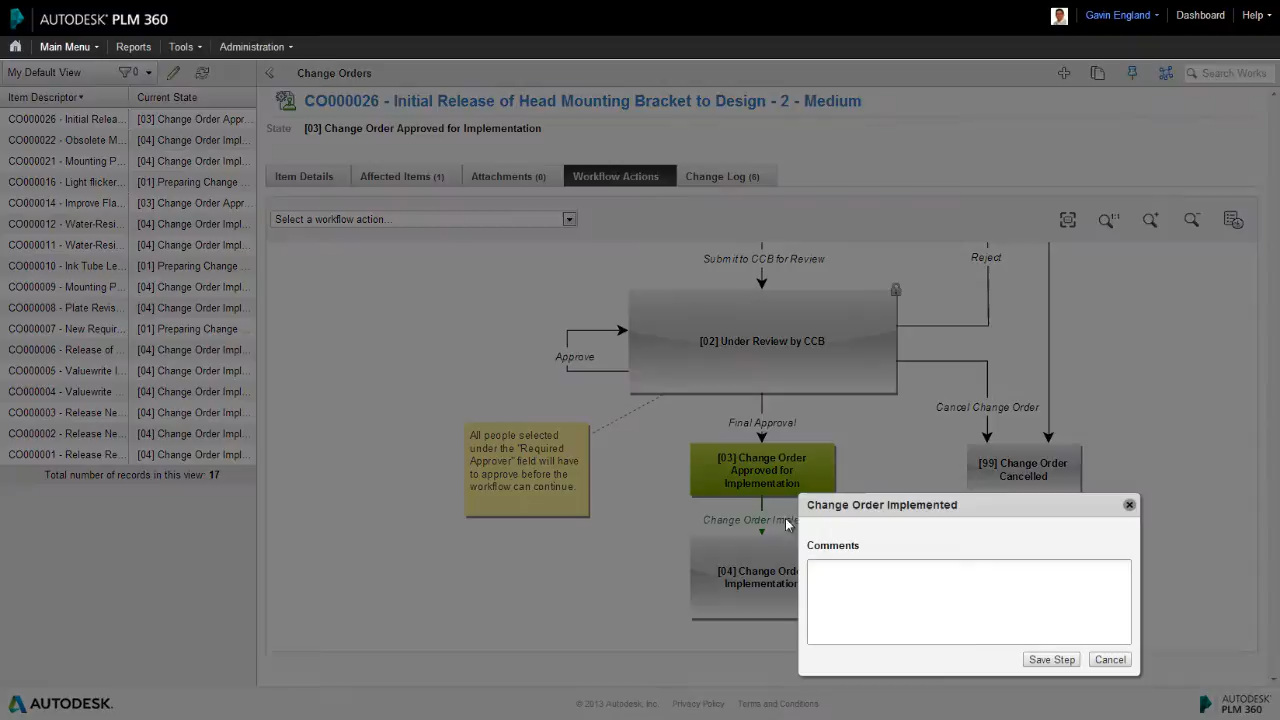 AUTODESK® PLM 360
Gavin England
Dashboard
Help
Main Menu
Reports
Tools
Administration
My Default View
0
Change Orders
Search Works
Item Descriptor
Current State
CO000026 - Initial Relea...
[03] Change Order Appr...
CO000022 - Obsolete M...
[04] Change Order Impl...
CO000021 - Mounting P...
[04] Change Order Impl...
CO000016 - Light flicker...
[01] Preparing Change ...
CO000014 - Improve Fla...
[03] Change Order Appr...
CO000012 - Water-Resi...
[04] Change Order Impl...
CO000011 - Water-Resi...
[04] Change Order Impl...
CO000010 - Ink Tube Le...
[01] Preparing Change ...
CO000009 - Mounting P...
[04] Change Order Impl...
CO000008 - Plate Revis...
[04] Change Order Impl...
CO000007 - New Requir...
[01] Preparing Change ...
CO000006 - Release of ...
[04] Change Order Impl...
CO000005 - Valuewrite I...
[04] Change Order Impl...
CO000004 - Valuewrite ...
[04] Change Order Impl...
CO000003 - Release Ne...
[04] Change Order Impl...
CO000002 - Release Ne...
[04] Change Order Impl...
CO000001 - Release Re...
[04] Change Order Impl...
Total number of records in this view: 17
CO000026 - Initial Release of Head Mounting Bracket to Design - 2 - Medium
State [03] Change Order Approved for Implementation
Item Details
Affected Items (1)
Attachments (0)
Workflow Actions
Change Log (6)
Select a workflow action...
1:1
Submit to CCB for Review
Reject
[02] Under Review by CCB
Approve
Cancel Change Order
Final Approval
All people selected
under the "Required
Approver" field will have
to approve before the
workflow can continue.
[03] Change Order
Approved for
Implementation
[99] Change Order
Cancelled
Change Order Imple
[04] Change Orde
Implementation
Change Order Implemented
Comments
Save Step
Cancel
AUTODESK.
© 2013 Autodesk, Inc.
Privacy Policy
Terms and Conditions
AUTODESK®
PLM 360